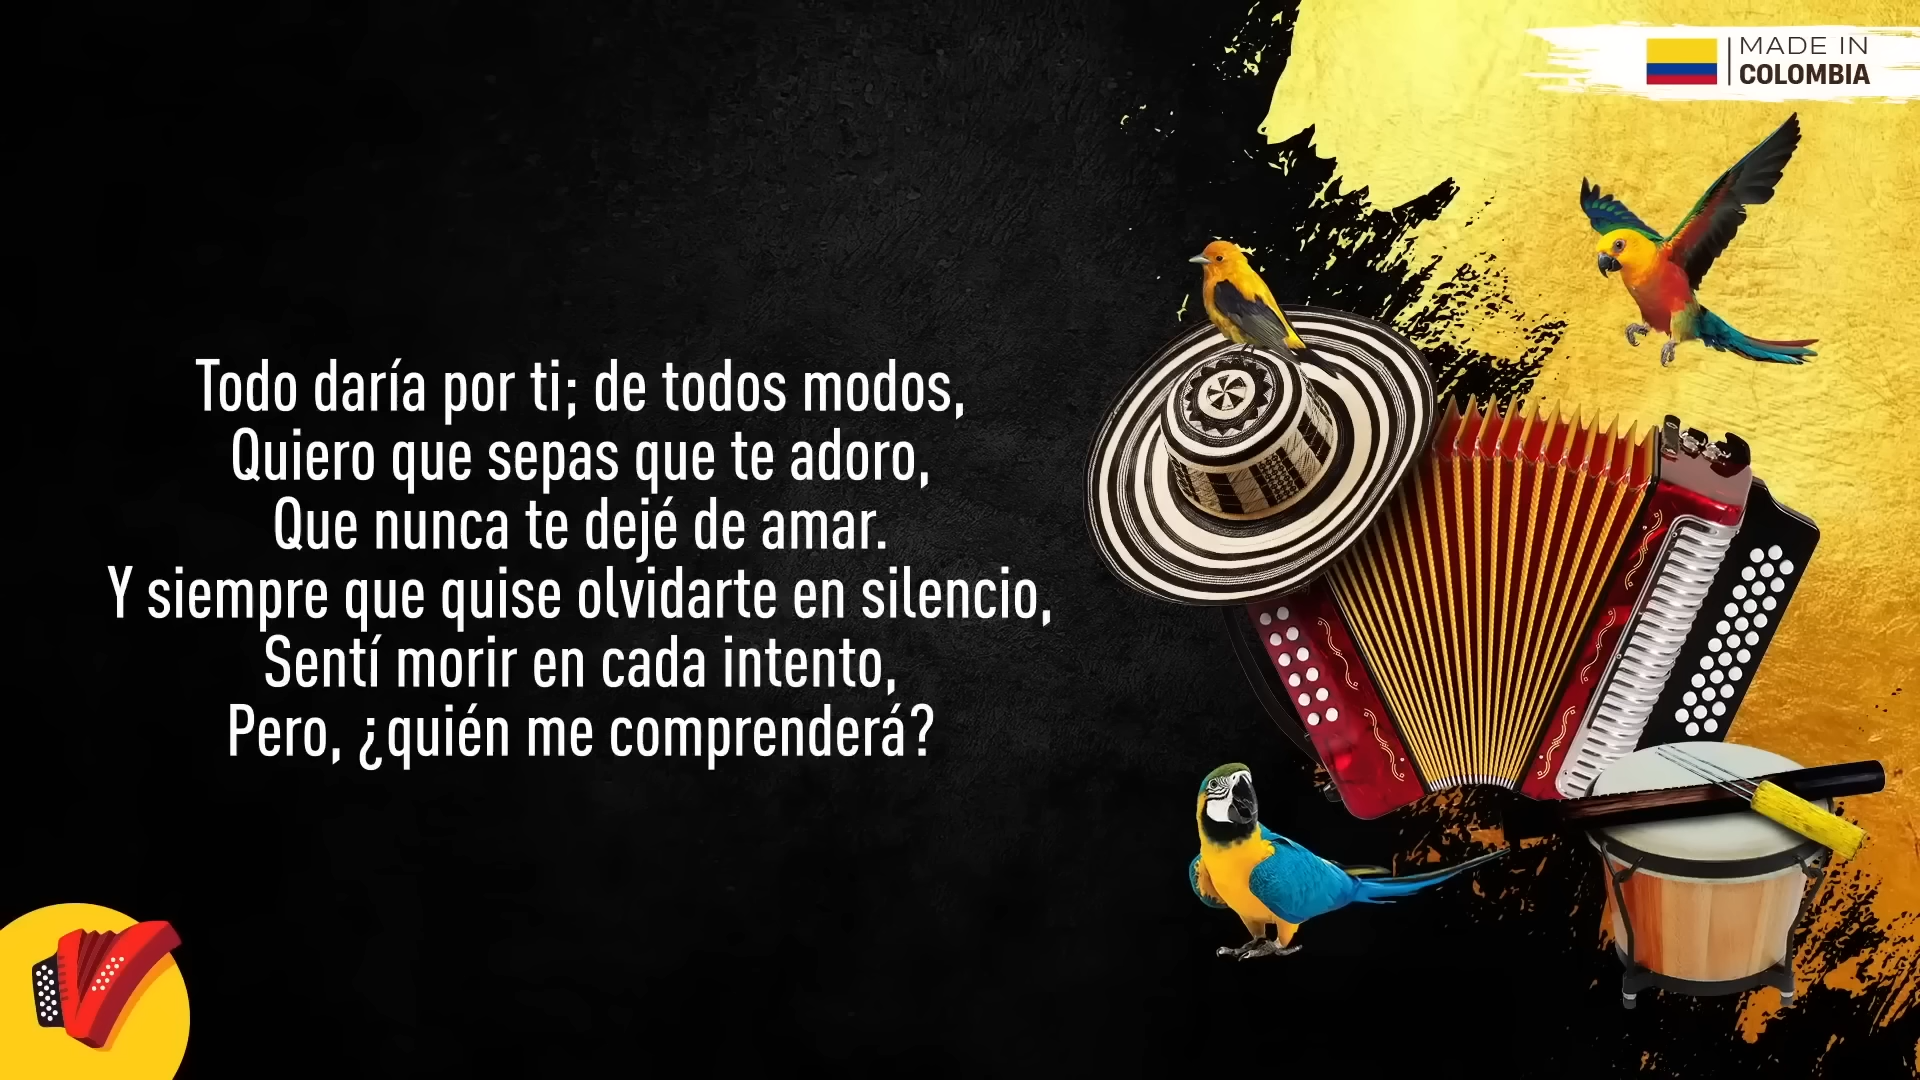 MADE IN
COLOMBIA
Todo daría por ti; de todos modos,
Quiero que sepas que te adoro,
Que nunca te dejé de amar.
Y siempre que quise olvidarte en silencio,
Sentí morir en cada intento,
Pero, ¿quién me comprenderá?